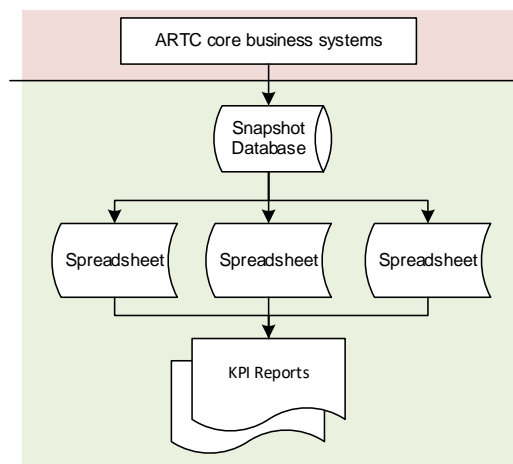 ARTC core business systems
Snapshot
Database
Spreadsheet
Spreadsheet
Spreadsheet
KPI Reports